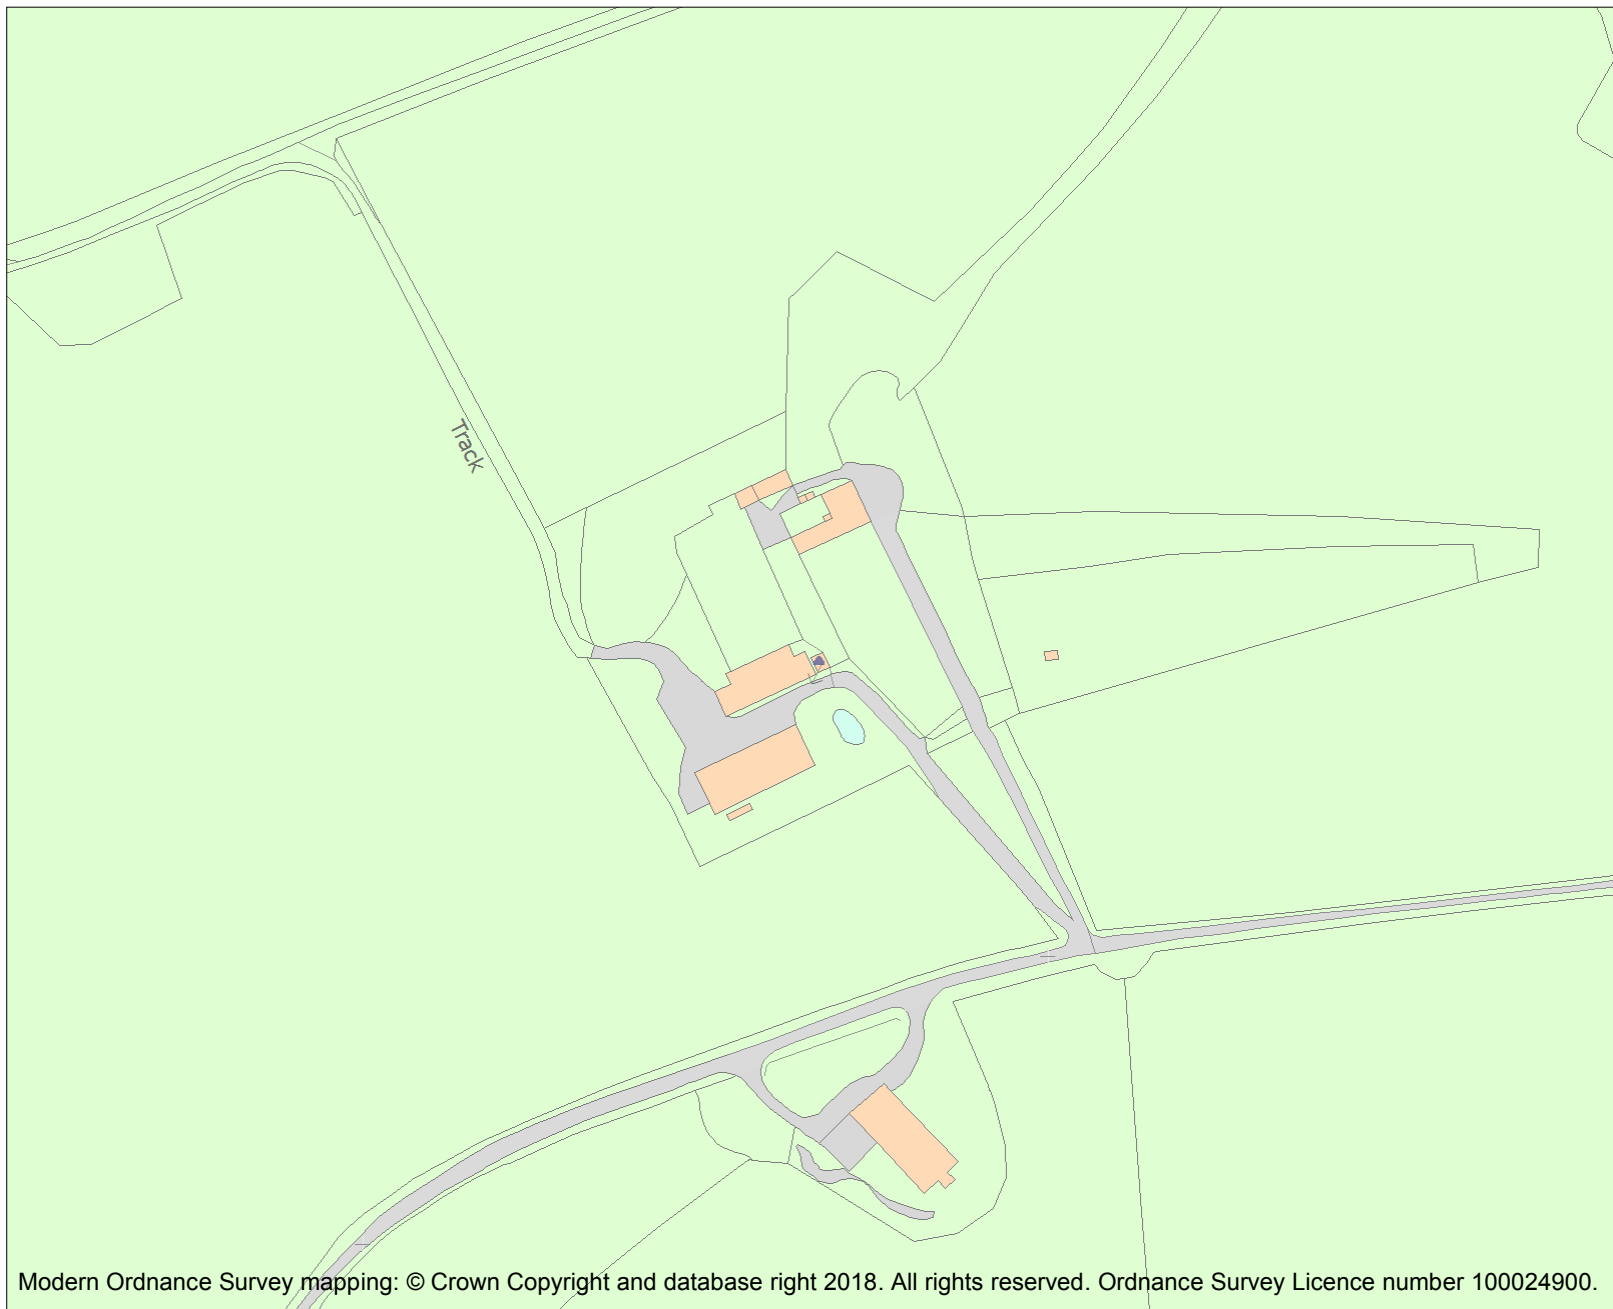 Track
Modern Ordnance Survey mapping: © Crown Copyright and database right 2018. All rights reserved. Ordnance Survey Licence number 100024900.